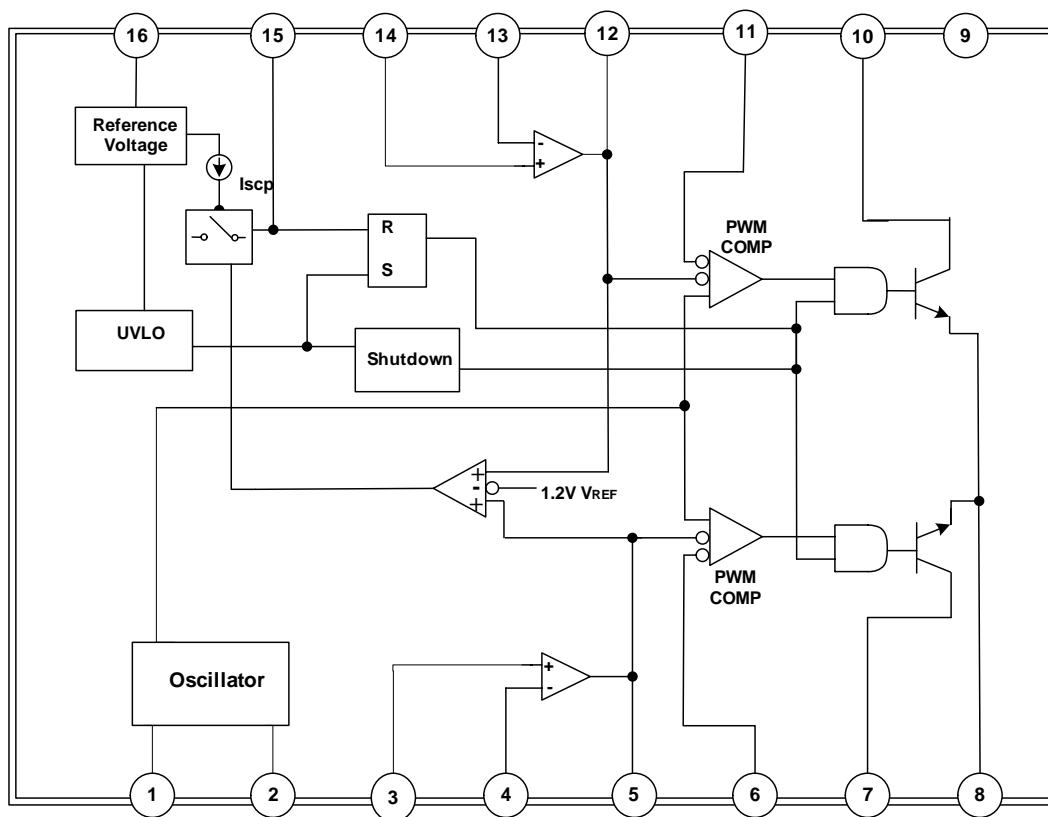 16 15 14 13 12 11 10 9
Reference
Voltage
Iscp
- +
R
S
PWM
COMP
UVLO
Shutdown
+ - +
1.2V VREF
PWM
COMP
Oscillator
+ -
1 2 3 4 5 6 7 8